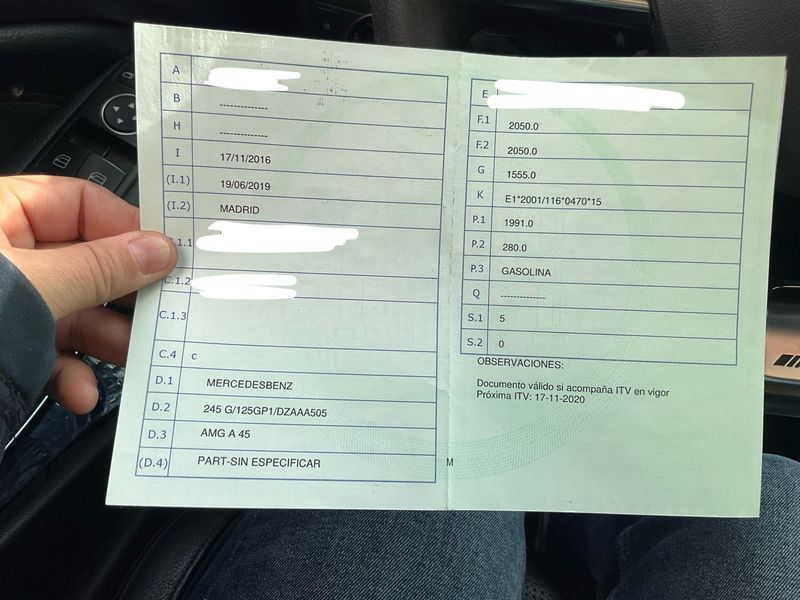 A
B --------------
H --------------
I 17/11/2016
(I.1) 19/06/2019
(I.2) MADRID
.1.1
C.1.2
C.1.3
C.4 c
D.1 MERCEDESBENZ
D.2 245 G/125GP1/DZAAA505
D.3 AMG A 45
(D.4) PART-SIN ESPECIFICAR
M
E
F.1 2050.0
F.2 2050.0
G 1555.0
K E1*2001/116*0470*15
P.1 1991.0
P.2 280.0
P.3 GASOLINA
Q --------------
S.1 5
S.2 0
OBSERVACIONES:
Documento válido si acompaña ITV en vigor
Próxima ITV: 17-11-2020